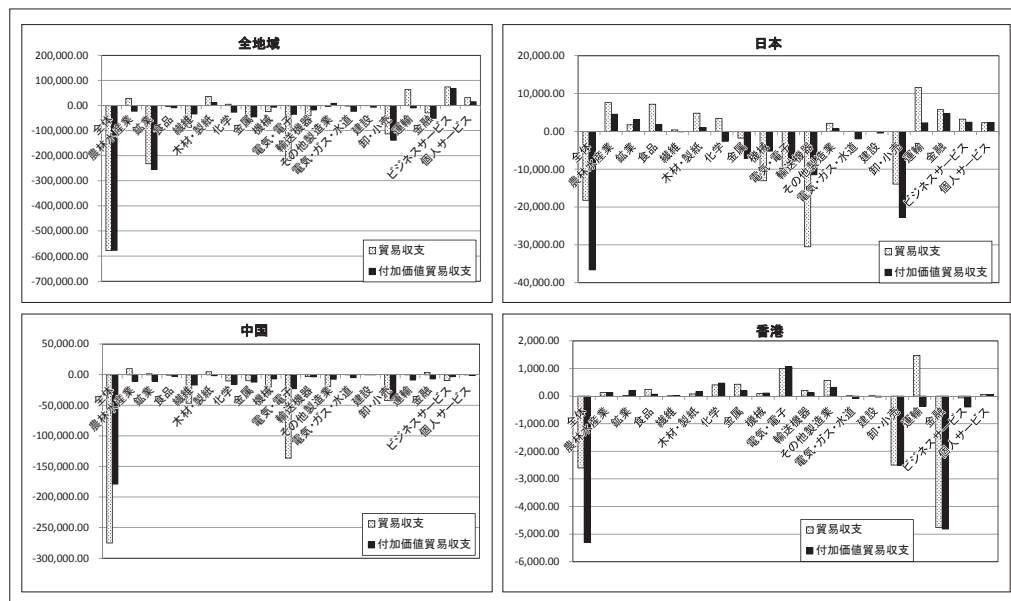 全地域
200,000.00
100,000.00
0.00
-100,000.00
-200,000.00
-300,000.00
-400,000.00
-500,000.00
-600,000.00
-700,000.00
全体
農林水産業
鉱業
食品
繊維
木材・製紙
化学
金属
機械
電気・電子
輸送機器
その他製造業
電気・ガス・水道
建設
卸・小売
運輸
金融
ビジネスサービス
個人サービス
貿易収支
付加価値貿易収支
日本
20,000.00
10,000.00
0.00
-10,000.00
-20,000.00
-30,000.00
-40,000.00
全体
農林水産業
鉱業
食品
繊維
木材・製紙
化学
金属
機械
電気・電子
輸送機器
その他製造業
電気・ガス・水道
建設
卸・小売
運輸
金融
ビジネスサービス
個人サービス
貿易収支
付加価値貿易収支
中国
50,000.00
0.00
-50,000.00
-100,000.00
-150,000.00
-200,000.00
-250,000.00
-300,000.00
全体
農林水産業
鉱業
食品
繊維
木材・製紙
化学
金属
機械
電気・電子
輸送機器
その他製造業
電気・ガス・水道
建設
卸・小売
運輸
金融
ビジネスサービス
個人サービス
貿易収支
付加価値貿易収支
香港
2,000.00
1,000.00
0.00
-1,000.00
-2,000.00
-3,000.00
-4,000.00
-5,000.00
-6,000.00
全体
農林水産業
鉱業
食品
繊維
木材・製紙
化学
金属
機械
電気・電子
輸送機器
その他製造業
電気・ガス・水道
建設
卸・小売
運輸
金融
ビジネスサービス
個人サービス
貿易収支
付加価値貿易収支